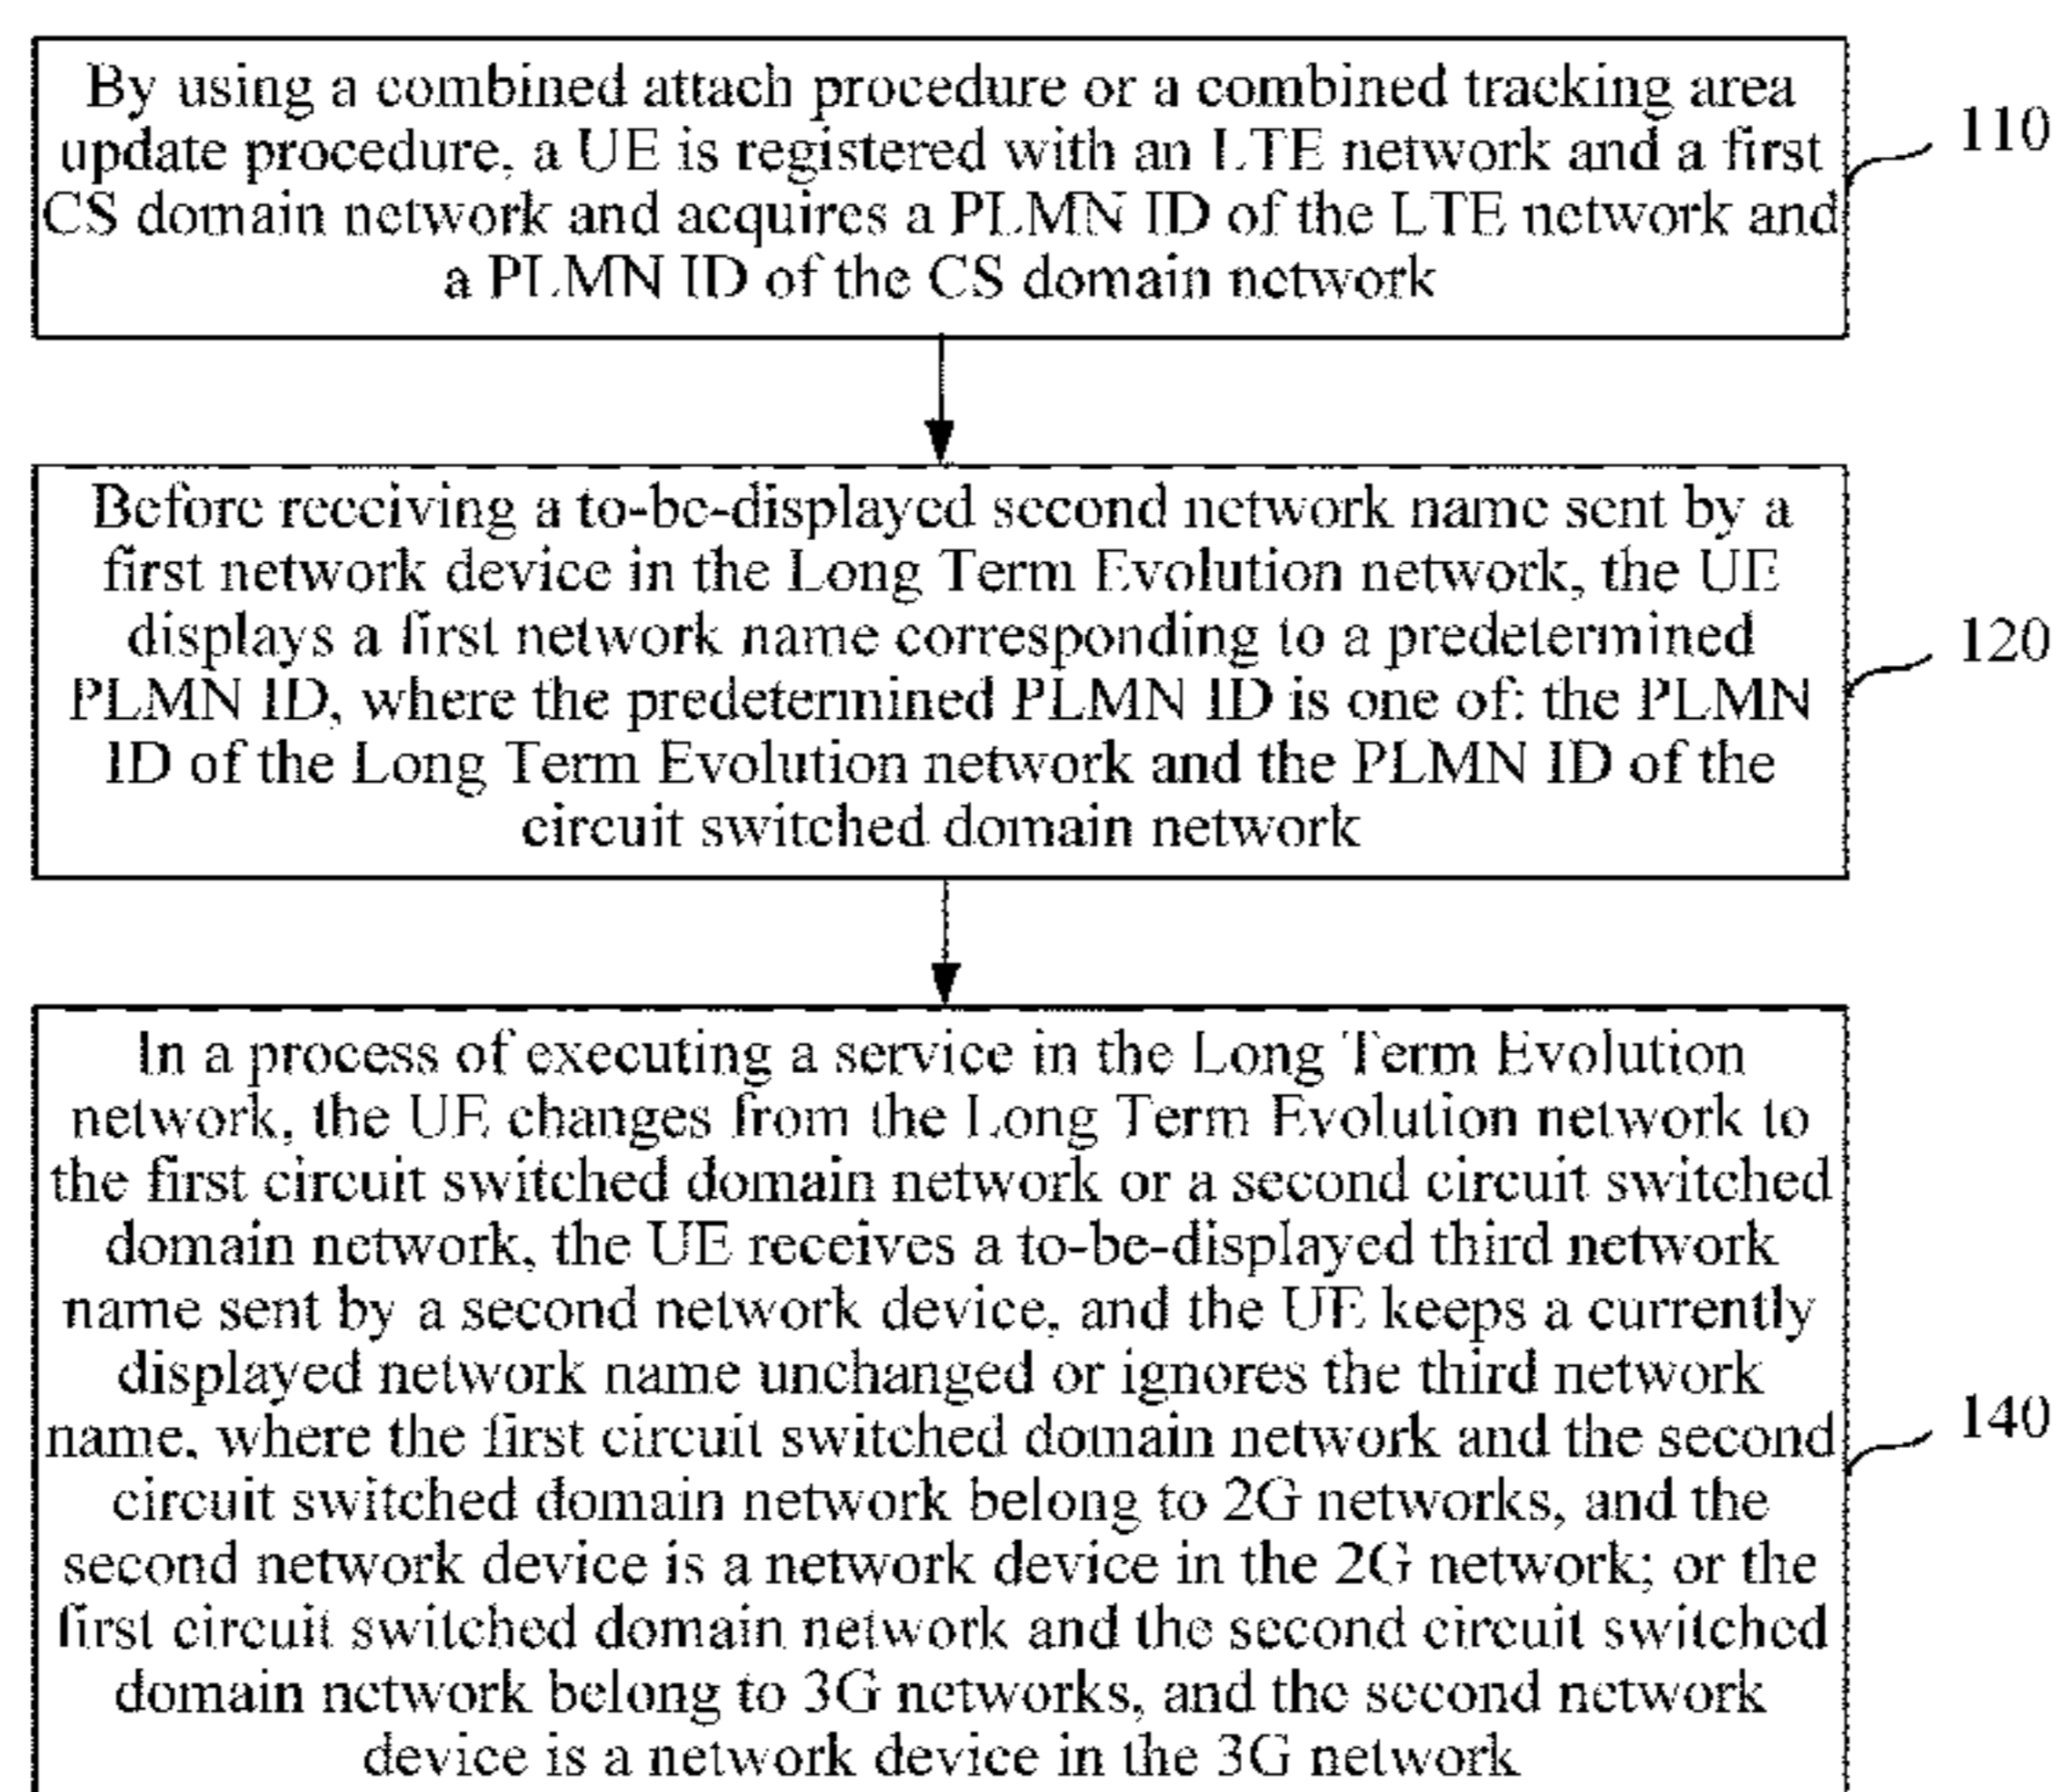 By using a combined attach procedure or a combined tracking area
update procedure, a UE is registered with an LTE network and a first
CS domain network and acquires a PLMN ID of the LTE network and
a PLMN ID of the CS domain network
110
Before receiving a to-be-displayed second network name sent by a
first network device in the Long Term Evolution network, the UE
displays a first network name corresponding to a predetermined
PLMN ID, where the predetermined PLMN ID is one of: the PLMN
ID of the Long Term Evolution network and the PLMN ID of the
circuit switched domain network
120
In a process of executing a service in the Long Term Evolution
network, the UE changes from the Long Term Evolution network to
the first circuit switched domain network or a second circuit switched
domain network, the UE receives a to-be-displayed third network
name sent by a second network device, and the UE keeps a currently
displayed network name unchanged or ignores the third network
name, where the first circuit switched domain network and the second
circuit switched domain network belong to 2G networks, and the
second network device is a network device in the 2G network; or the
first circuit switched domain network and the second circuit switched
domain network belong to 3G networks, and the second network
device is a network device in the 3G network
140